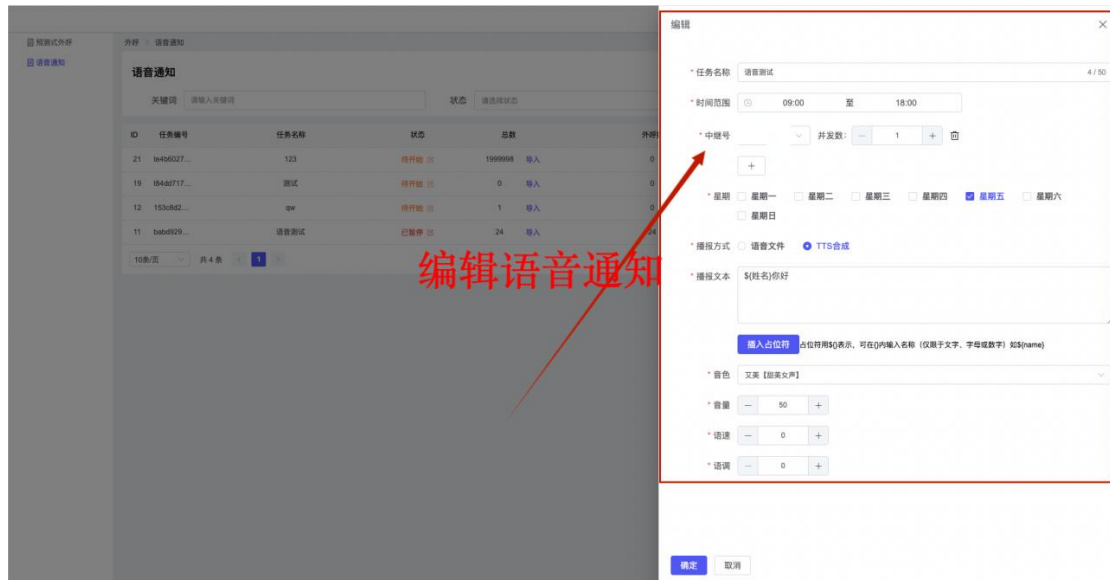 编辑
预测式外呼
外呼 语音通知
语音通知
语音通知
关键词 请输入关键词 状态 请选择状态
ID 任务编号 任务名称 状态 总数
21 123 待开始 1999998 导入 0
19 t84dd717... 测试 待开始 0 导入 0
12 153c8d2... qw 待开始 1 导入 0
11 babd929... 语音测试 已暂停 24 导入 24
10条/页 共 4 条 1
编辑语音通知
* 任务名称 语音测试 4 / 50
* 时间范围 09:00 至 18:00
* 中继号 并发数: − 1 +
+
* 星期 星期一 星期二 星期三 星期四 星期五 星期六
星期日
* 播报方式 语音文件 TTS合成
* 播报文本 ${姓名}你好
插入占位符 占位符用${}表示，可在{}内输入名称（仅限于文字、字母或数字）如${name}
* 音色 艾美【甜美女声】
* 音量 − 50 +
* 语速 − 0 +
* 语调 − 0 +
确定 取消